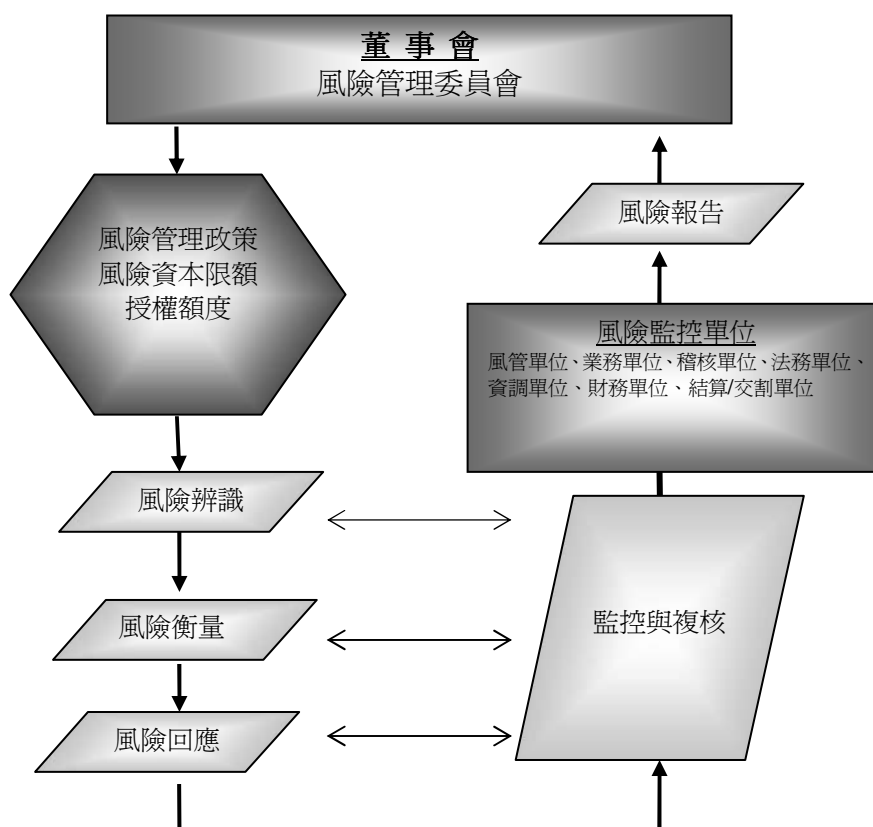 董 事 會
風險管理委員會
風險管理政策
風險資本限額
授權額度
風險報告
風險監控單位
風管單位、業務單位、稽核單位、法務單位、
資調單位、財務單位、結算/交割單位
風險辨識
風險衡量
監控與複核
風險回應